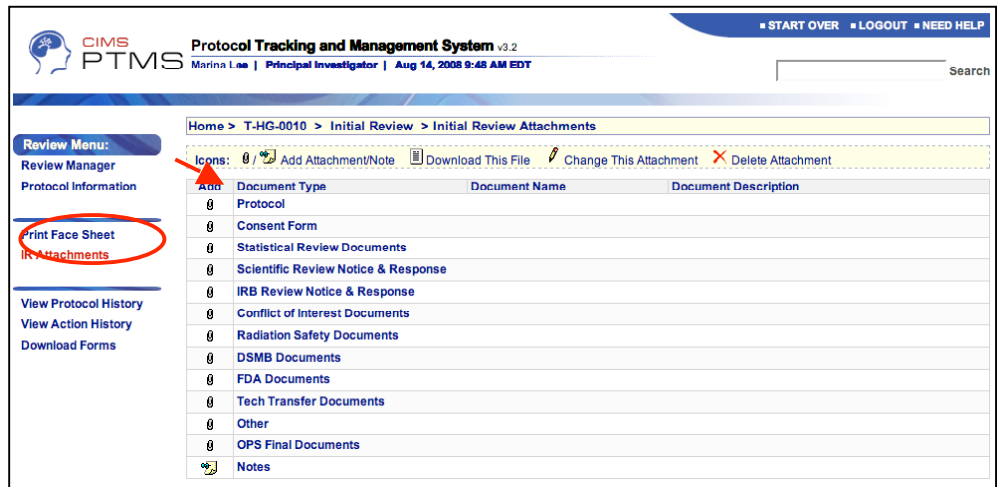 START OVER LOGOUT NEED HELP
CIMS
PTMS
Protocol Tracking and Management System v3.2
Marina Lee | Principal Investigator | Aug 14, 2008 9:48 AM EDT
Search
Home > T-HG-0010 > Initial Review > Initial Review Attachments
Review Menu:
Review Manager
Protocol Information
Print Face Sheet
IR Attachments
View Protocol History
View Action History
Download Forms
Icons: / Add Attachment/Note Download This File Change This Attachment Delete Attachment
Add Document Type Document Name Document Description
Protocol
Consent Form
Statistical Review Documents
Scientific Review Notice & Response
IRB Review Notice & Response
Conflict of Interest Documents
Radiation Safety Documents
DSMB Documents
FDA Documents
Tech Transfer Documents
Other
OPS Final Documents
Notes